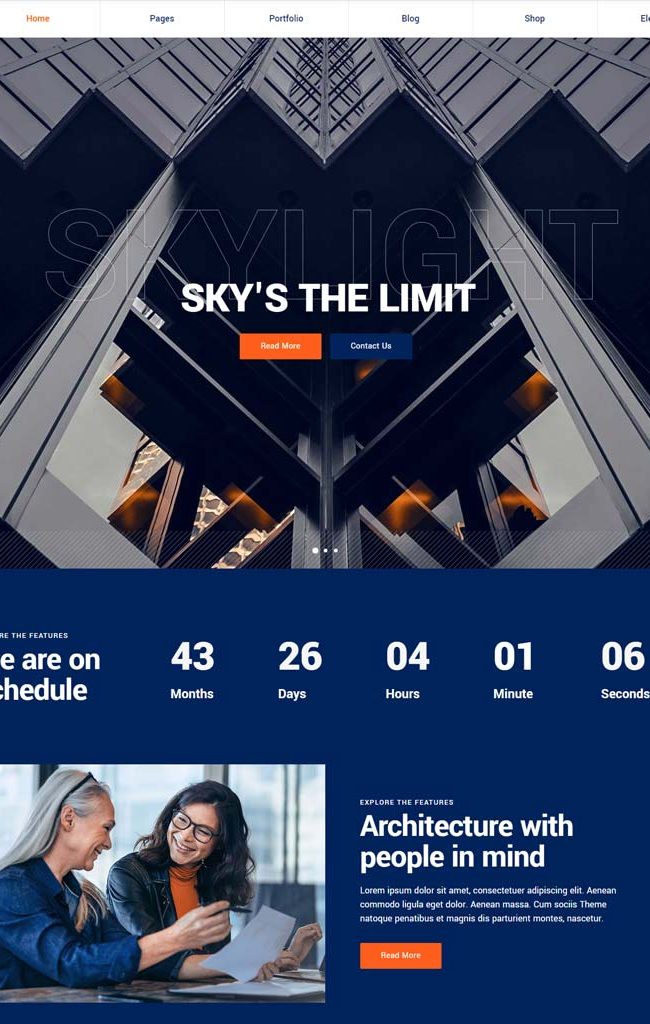 Home
Pages
Portfolio
Blog
Shop
Ele
SKYLIGHT
SKY'S THE LIMIT
Read More
Contact Us
RE THE FEATURES
e are on
chedule
43 26 04 01 06
Months Days Hours Minute Seconds
EXPLORE THE FEATURES
Architecture with
people in mind
Lorem ipsum dolor sit amet, consectetuer adipiscing elit. Aenean
commodo ligula eget dolor. Aenean massa. Cum sociis Theme
natoque penatibus et magnis dis parturient montes, nascetur.
Read More